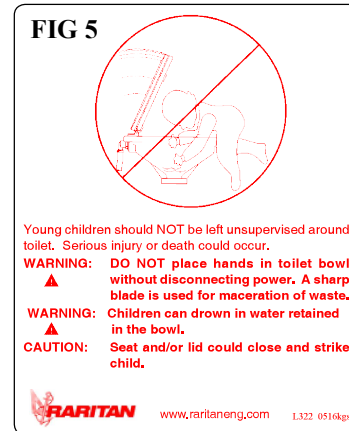 FIG 5
Young children should NOT be left unsupervised around
toilet. Serious injury or death could occur.
WARNING: DO NOT place hands in toilet bowl
without disconnecting power. A sharp
blade is used for maceration of waste.
WARNING: Children can drown in water retained
in the bowl.
CAUTION: Seat and/or lid could close and strike
child.
RARITAN www.raritaneng.com L322 0516kgs